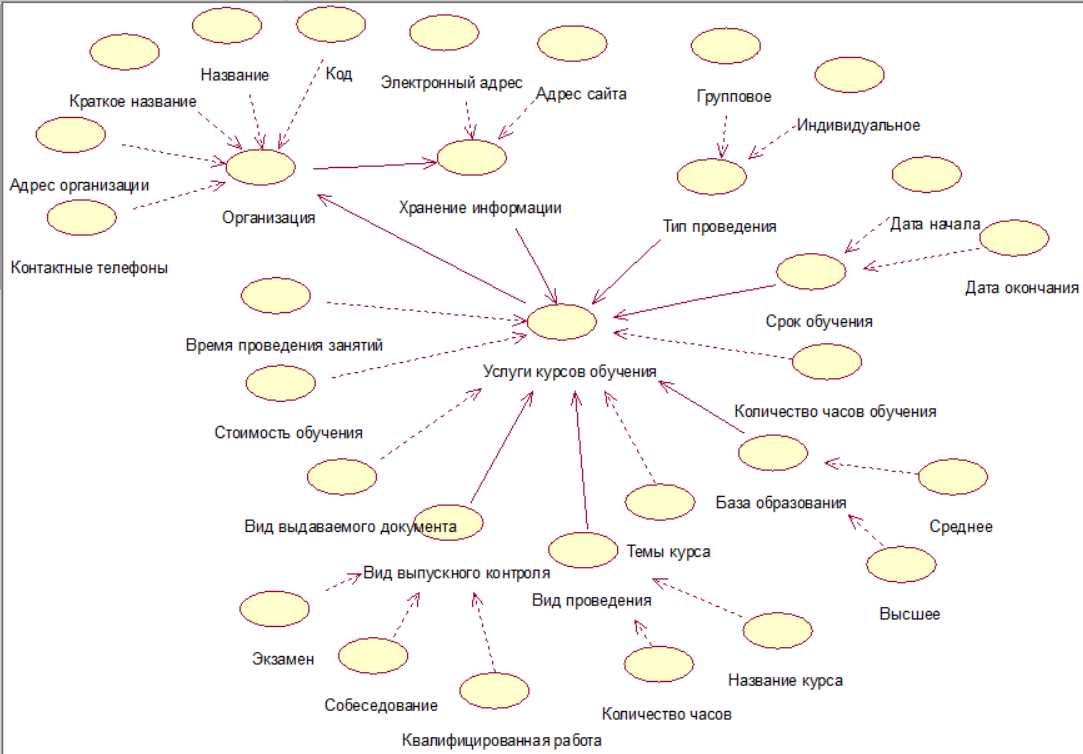 Название
Код
Электронный адрес
Адрес сайта
Групповое
Краткое название
Индивидуальное
Адрес организации
Организация
Хранение информации
Тип проведения
Дата начала
Контактные телефоны
Дата окончания
Срок обучения
Время проведения занятий
Услуги курсов обучения
Количество часов обучения
Стоимость обучения
База образования
Вид выдаваемого документа
Среднее
Темы курса
Вид выпускного контроля
Вид проведения
Высшее
Экзамен
Название курса
Собеседование
Количество часов
Квалифицированная работа